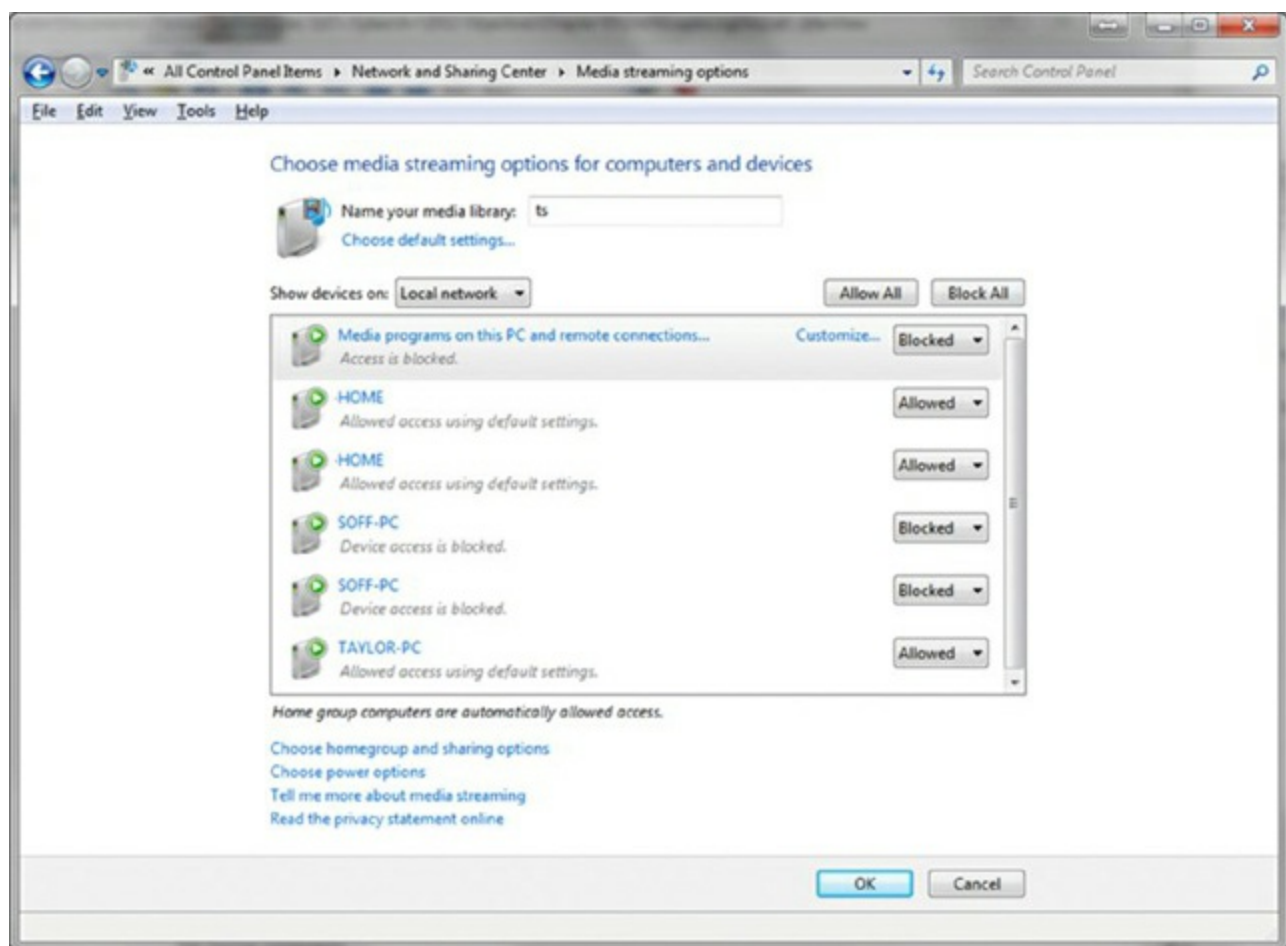 « All Control Panel Items ▸ Network and Sharing Center ▸ Media streaming options
Search Control Panel
File Edit View Tools Help
Choose media streaming options for computers and devices
Name your media library: ts
Choose default settings...
Show devices on: Local network
Allow All Block All
Media programs on this PC and remote connections... Customize... Blocked
Access is blocked.
HOME Allowed
Allowed access using default settings.
HOME Allowed
Allowed access using default settings.
SOFF-PC Blocked
Device access is blocked.
SOFF-PC Blocked
Device access is blocked.
TAYLOR-PC Allowed
Allowed access using default settings.
Home group computers are automatically allowed access.
Choose homegroup and sharing options
Choose power options
Tell me more about media streaming
Read the privacy statement online
OK Cancel